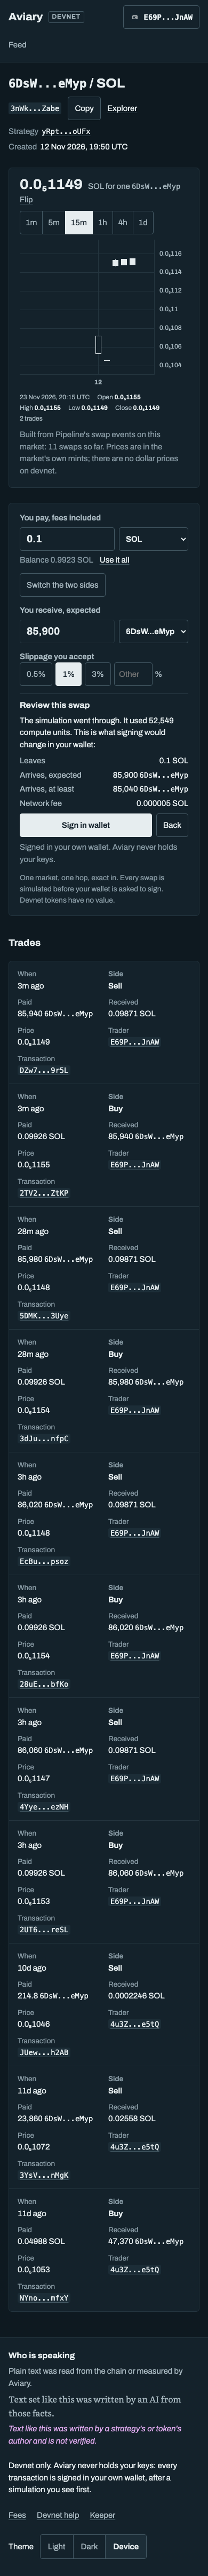 Aviary DEVNET E69P...JnAW
Feed
6DsW...eMyp / SOL
3nWk...Zabe Copy Explorer
Strategy yRpt...oUFx
Created 12 Nov 2026, 19:50 UTC
0.0₅1149 SOL for one 6DsW...eMyp
Flip
1m 5m 15m 1h 4h 1d
0.0₅116
0.0₅114
0.0₅112
0.0₅11
0.0₅108
0.0₅106
0.0₅104
12
23 Nov 2026, 20:15 UTC Open 0.0₅1155
High 0.0₅1155 Low 0.0₅1149 Close 0.0₅1149
2 trades
Built from Pipeline's swap events on this
market: 11 swaps so far. Prices are in the
market's own mints; there are no dollar prices
on devnet.
You pay, fees included
0.1 SOL
Balance 0.9923 SOL Use it all
Switch the two sides
You receive, expected
85,900 6DsW...eMyp
Slippage you accept
0.5% 1% 3% Other %
Review this swap
The simulation went through. It used 52,549
compute units. This is what signing would
change in your wallet:
Leaves 0.1 SOL
Arrives, expected 85,900 6DsW...eMyp
Arrives, at least 85,040 6DsW...eMyp
Network fee 0.000005 SOL
Sign in wallet Back
Signed in your own wallet. Aviary never holds
your keys.
One market, one hop, exact in. Every swap is
simulated before your wallet is asked to sign.
Devnet tokens have no value.
Trades
When Side
3m ago Sell
Paid Received
85,940 6DsW...eMyp 0.09871 SOL
Price Trader
0.0₅1149 E69P...JnAW
Transaction
DZw7...9r5L
When Side
3m ago Buy
Paid Received
0.09926 SOL 85,940 6DsW...eMyp
Price Trader
0.0₅1155 E69P...JnAW
Transaction
2TV2...ZtKP
When Side
28m ago Sell
Paid Received
85,980 6DsW...eMyp 0.09871 SOL
Price Trader
0.0₅1148 E69P...JnAW
Transaction
5DMK...3Uye
When Side
28m ago Buy
Paid Received
0.09926 SOL 85,980 6DsW...eMyp
Price Trader
0.0₅1154 E69P...JnAW
Transaction
3dJu...nfpC
When Side
3h ago Sell
Paid Received
86,020 6DsW...eMyp 0.09871 SOL
Price Trader
0.0₅1148 E69P...JnAW
Transaction
EcBu...psoz
When Side
3h ago Buy
Paid Received
0.09926 SOL 86,020 6DsW...eMyp
Price Trader
0.0₅1154 E69P...JnAW
Transaction
28uE...bfKo
When Side
3h ago Sell
Paid Received
86,060 6DsW...eMyp 0.09871 SOL
Price Trader
0.0₅1147 E69P...JnAW
Transaction
4Yye...ezNH
When Side
3h ago Buy
Paid Received
0.09926 SOL 86,060 6DsW...eMyp
Price Trader
0.0₅1153 E69P...JnAW
Transaction
2UT6...reSL
When Side
10d ago Sell
Paid Received
214.8 6DsW...eMyp 0.0002246 SOL
Price Trader
0.0₅1046 4u3Z...e5tQ
Transaction
JUew...h2AB
When Side
11d ago Sell
Paid Received
23,860 6DsW...eMyp 0.02558 SOL
Price Trader
0.0₅1072 4u3Z...e5tQ
Transaction
3YsV...nMgK
When Side
11d ago Buy
Paid Received
0.04988 SOL 47,370 6DsW...eMyp
Price Trader
0.0₅1053 4u3Z...e5tQ
Transaction
NYno...mfxY
Who is speaking
Plain text was read from the chain or measured by
Aviary.
Text set like this was written by an AI from
those facts.
Text like this was written by a strategy's or token's
author and is not verified.
Devnet only. Aviary never holds your keys: every
transaction is signed in your own wallet, after a
simulation you see first.
Fees Devnet help Keeper
Theme Light Dark Device